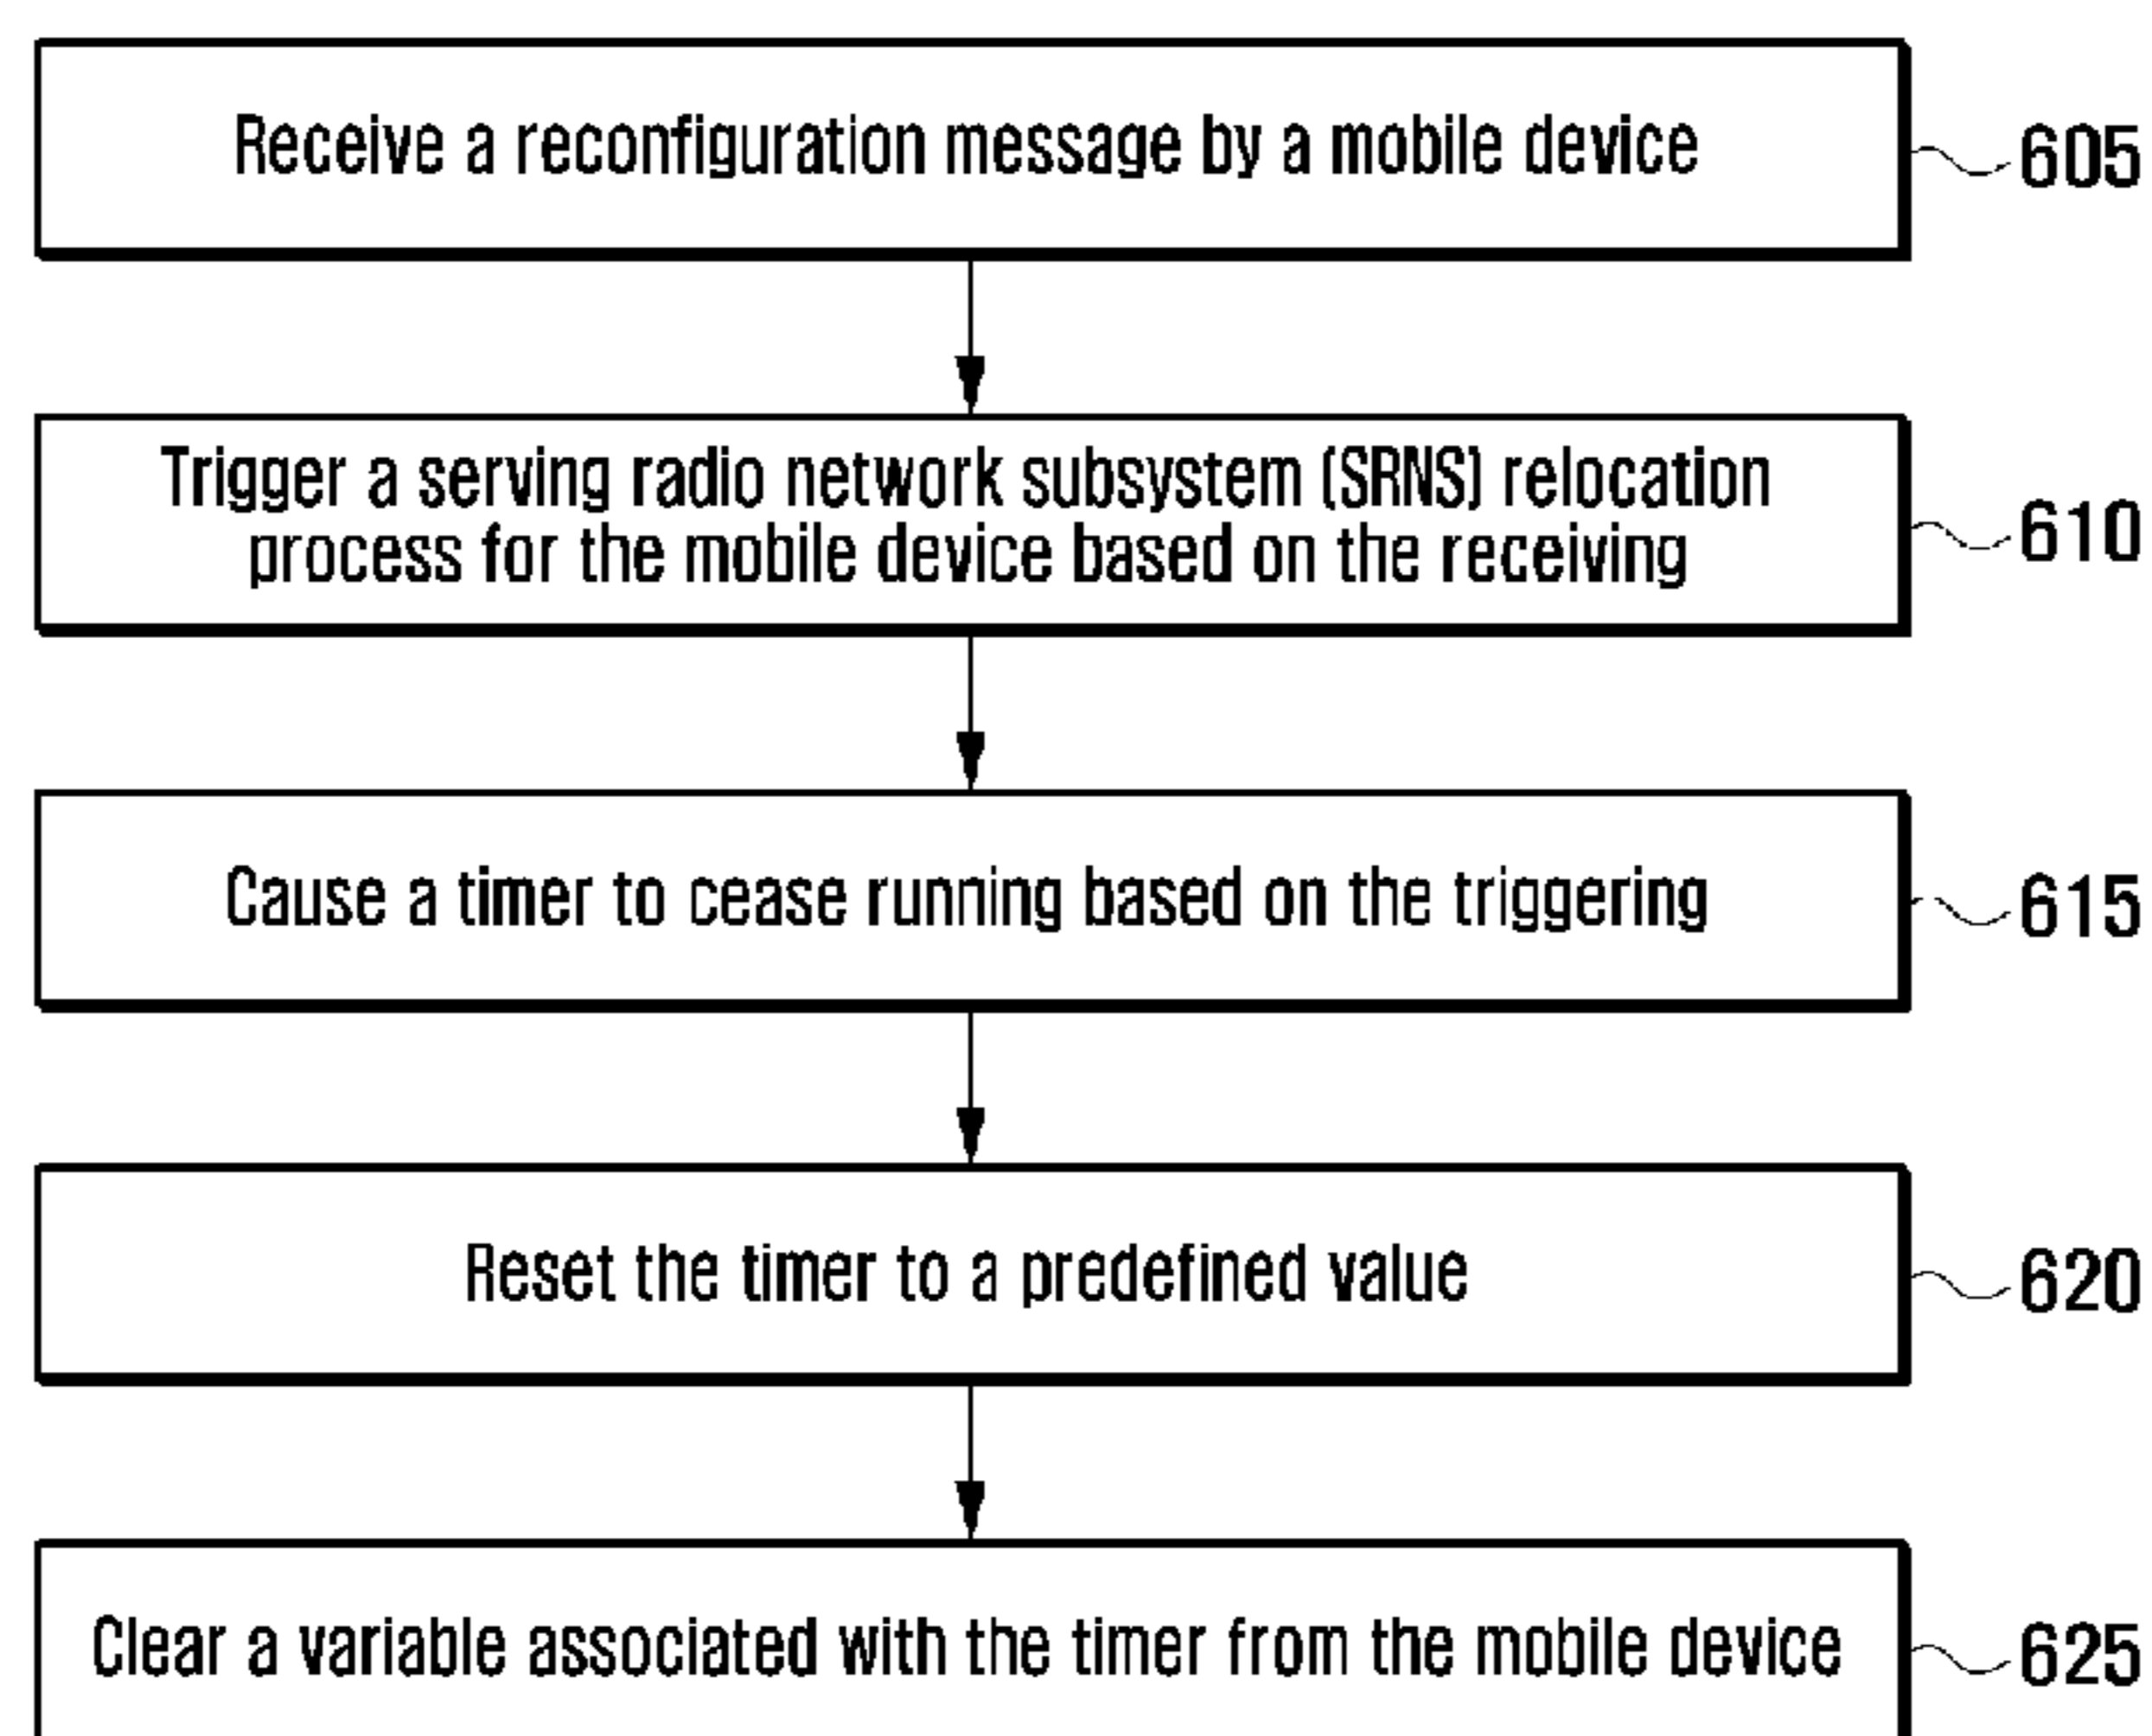 Receive a reconfiguration message by a mobile device
605
Trigger a serving radio network subsystem (SRNS) relocation
process for the mobile device based on the receiving
610
Cause a timer to cease running based on the triggering
615
Reset the timer to a predefined value
620
Clear a variable associated with the timer from the mobile device
625